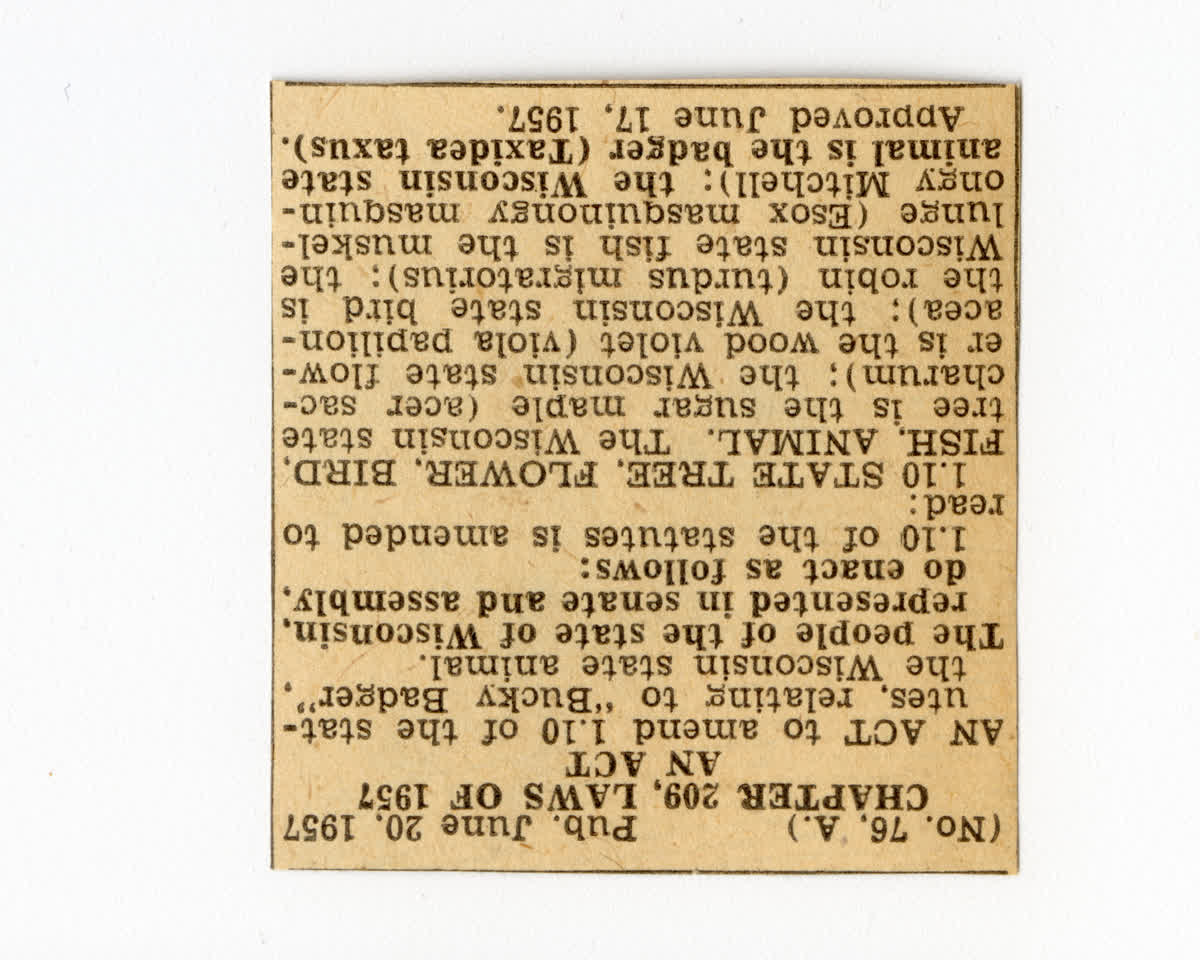 (No. 76, A.) Pub. June 20, 1957
CHAPTER 209, LAWS OF 1957
AN ACT
AN ACT to amend 1.10 of the stat-
utes, relating to "Bucky Badger",
the Wisconsin state animal.
The people of the state of Wisconsin,
represented in senate and assembly,
do enact as follows:
1.10 of the statutes is amended to
read:
1.10 STATE TREE, FLOWER, BIRD,
FISH, ANIMAL. The Wisconsin state
tree is the sugar maple (acer sac-
charum); the Wisconsin state flow-
er is the wood violet (viola papilion-
acea); the Wisconsin state bird is
the robin (turdus migratorius); the
Wisconsin state fish is the muskel-
lunge (Esox masquinongy masquin-
ongy Mitchell); the Wisconsin state
animal is the badger (Taxidea taxus).
Approved June 17, 1957.